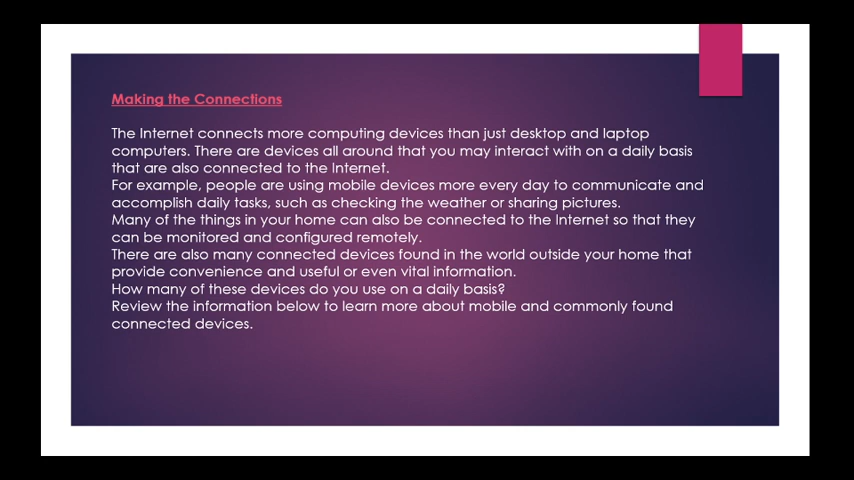 Making the Connections
The Internet connects more computing devices than just desktop and laptop
computers. There are devices all around that you may interact with on a daily basis
that are also connected to the Internet.
For example, people are using mobile devices more every day to communicate and
accomplish daily tasks, such as checking the weather or sharing pictures.
Many of the things in your home can also be connected to the Internet so that they
can be monitored and configured remotely.
There are also many connected devices found in the world outside your home that
provide convenience and useful or even vital information.
How many of these devices do you use on a daily basis?
Review the information below to learn more about mobile and commonly found
connected devices.